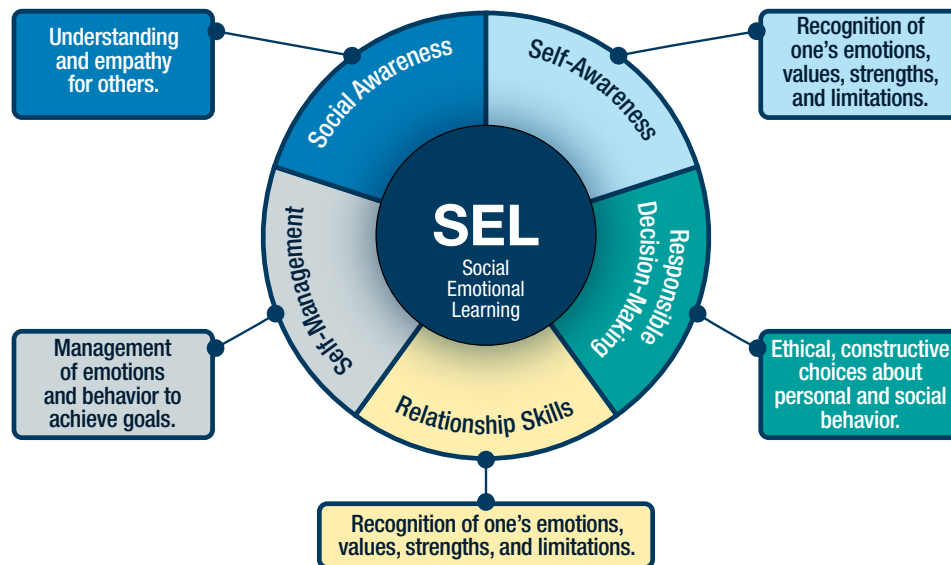 Understanding
and empathy
for others.
Social Awareness
Self-Awareness
Recognition of
one’s emotions,
values, strengths,
and limitations.
SEL
Social
Emotional
Learning
Responsible
Decision-Making
Self-Management
Management
of emotions
and behavior to
achieve goals.
Relationship Skills
Ethical, constructive
choices about
personal and social
behavior.
Recognition of one’s emotions,
values, strengths, and limitations.